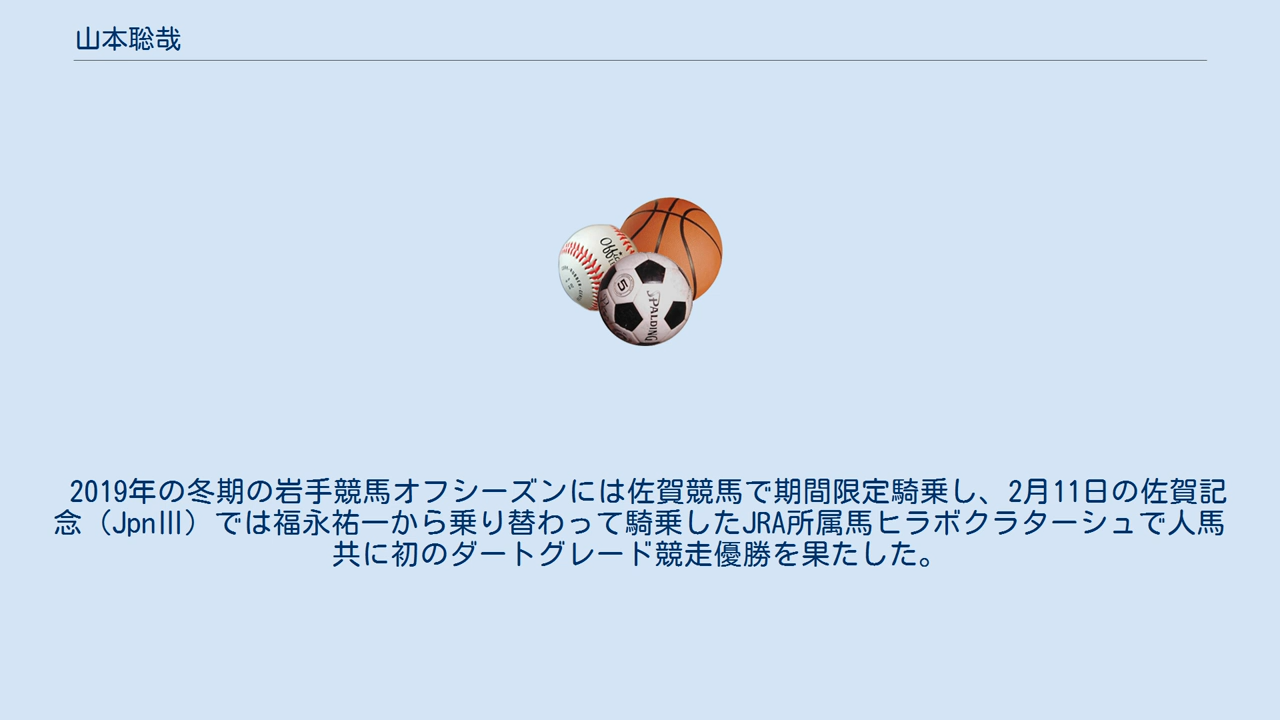 山本聡哉
Offici
5
SPALDING
2019年の冬期の岩手競馬オフシーズンには佐賀競馬で期間限定騎乗し、2月11日の佐賀記
念（JpnⅢ）では福永祐一から乗り替わって騎乗したJRA所属馬ヒラボクラターシュで人馬
共に初のダートグレード競走優勝を果たした。